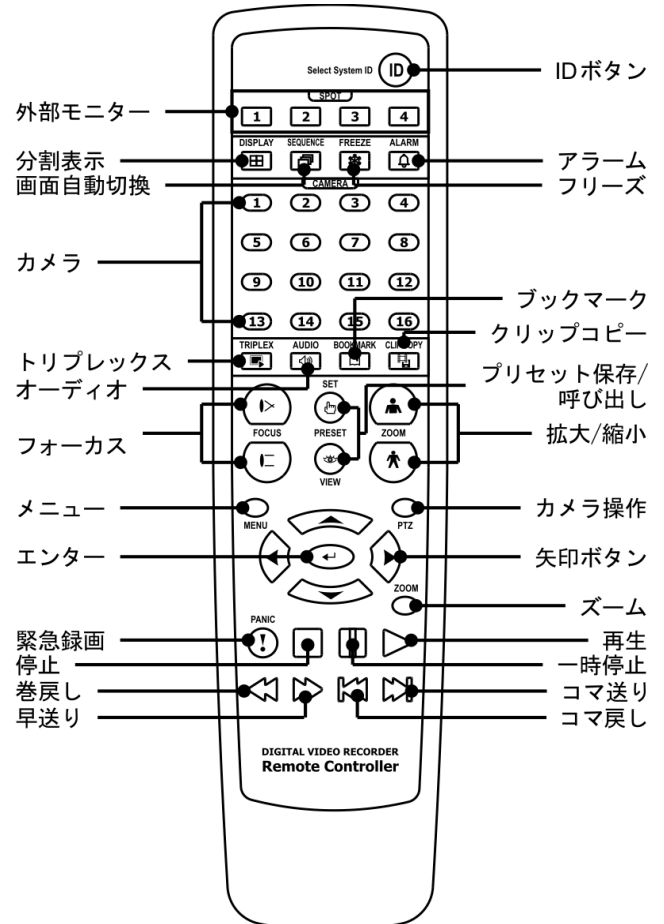 Select System ID
ID
IDボタン
外部モニター
SPOT
1 2 3 4
DISPLAY SEQUENCE FREEZE ALARM
分割表示
アラーム
画面自動切換
フリーズ
CAMERA
1 2 3 4
5 6 7 8
カメラ
9 10 11 12
ブックマーク
13 14 15 16
クリップコピー
トリプレックス
TRIPLEX AUDIO BOOKMARK CLIP COPY
オーディオ
プリセット保存/
呼び出し
SET
フォーカス
FOCUS PRESET ZOOM
拡大/縮小
VIEW
メニュー
MENU
PTZ
カメラ操作
エンター
矢印ボタン
ZOOM
ズーム
PANIC
緊急録画
再生
停止
一時停止
巻戻し
コマ送り
早送り
コマ戻し
DIGITAL VIDEO RECORDER
Remote Controller